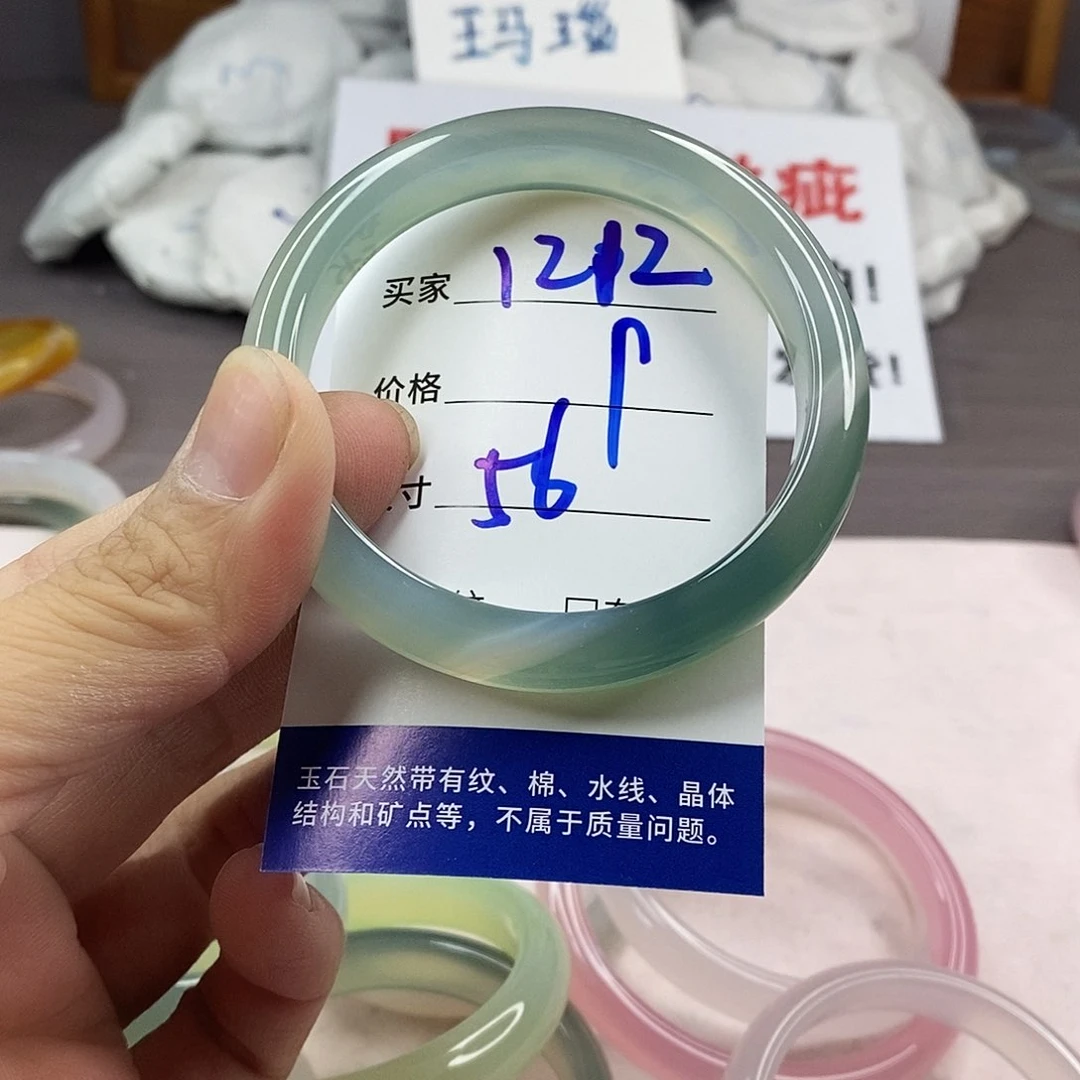 玛瑙
疵
买家 1212
价格
寸 56
玉石天然带有纹、棉、水线、晶体
结构和矿点等，不属于质量问题。